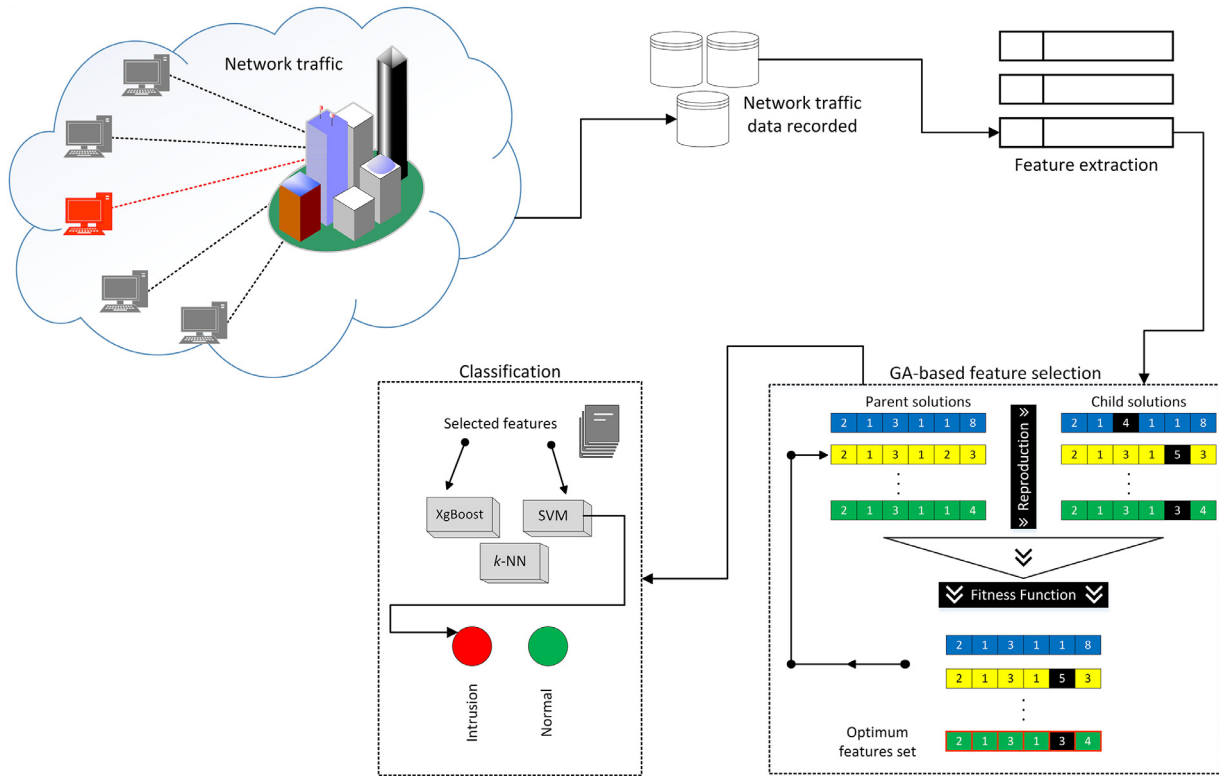 Network traffic
Network traffic
data recorded
Feature extraction
Classification
Selected features
XgBoost
SVM
k-NN
Intrusion
Normal
GA-based feature selection
Parent solutions
Child solutions
2 1 3 1 1 8
2 1 4 1 1 8
2 1 3 1 2 3
2 1 3 1 5 3
2 1 3 1 1 4
2 1 3 1 3 4
Reproduction
Fitness Function
2 1 3 1 1 8
2 1 3 1 5 3
Optimum
features set
2 1 3 1 3 4